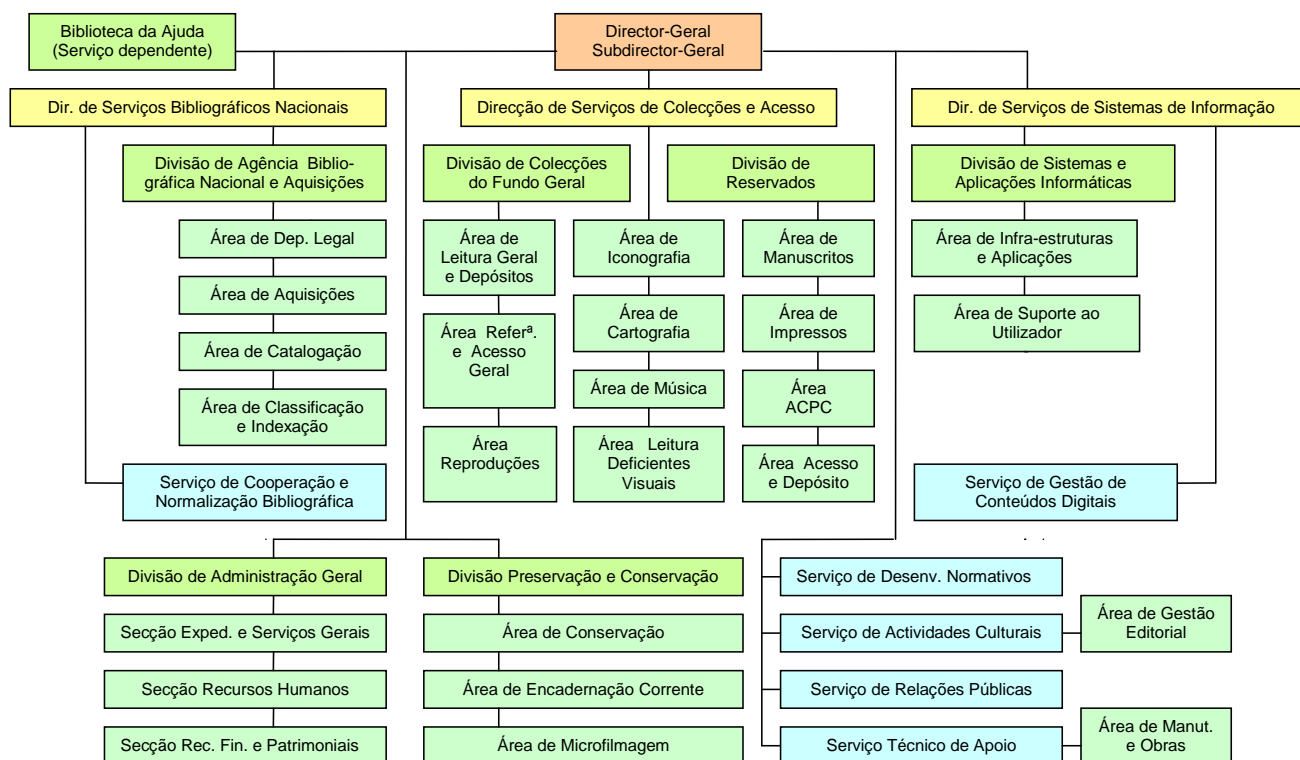 Biblioteca da Ajuda
(Serviço dependente)
Director-Geral
Subdirector-Geral
Dir. de Serviços Bibliográficos Nacionais
Direcção de Serviços de Colecções e Acesso
Dir. de Serviços de Sistemas de Informação
Divisão de Agência Biblio-
gráfica Nacional e Aquisições
Divisão de Colecções
do Fundo Geral
Divisão de
Reservados
Divisão de Sistemas e
Aplicações Informáticas
Área de Dep. Legal
Área de Aquisições
Área de Catalogação
Área de Classificação
e Indexação
Área de
Leitura Geral
e Depósitos
Área Referª.
e Acesso
Geral
Área
Reproduções
Área de
Iconografia
Área de
Cartografia
Área de Música
Área Leitura
Deficientes
Visuais
Área de
Manuscritos
Área de
Impressos
Área
ACPC
Área Acesso
e Depósito
Área de Infra-estruturas
e Aplicações
Área de Suporte ao
Utilizador
Serviço de Cooperação e
Normalização Bibliográfica
Serviço de Gestão de
Conteúdos Digitais
Divisão de Administração Geral
Secção Exped. e Serviços Gerais
Secção Recursos Humanos
Secção Rec. Fin. e Patrimoniais
Divisão Preservação e Conservação
Área de Conservação
Área de Encadernação Corrente
Área de Microfilmagem
Serviço de Desenv. Normativos
Serviço de Actividades Culturais
Área de Gestão
Editorial
Serviço de Relações Públicas
Serviço Técnico de Apoio
Área de Manut.
e Obras